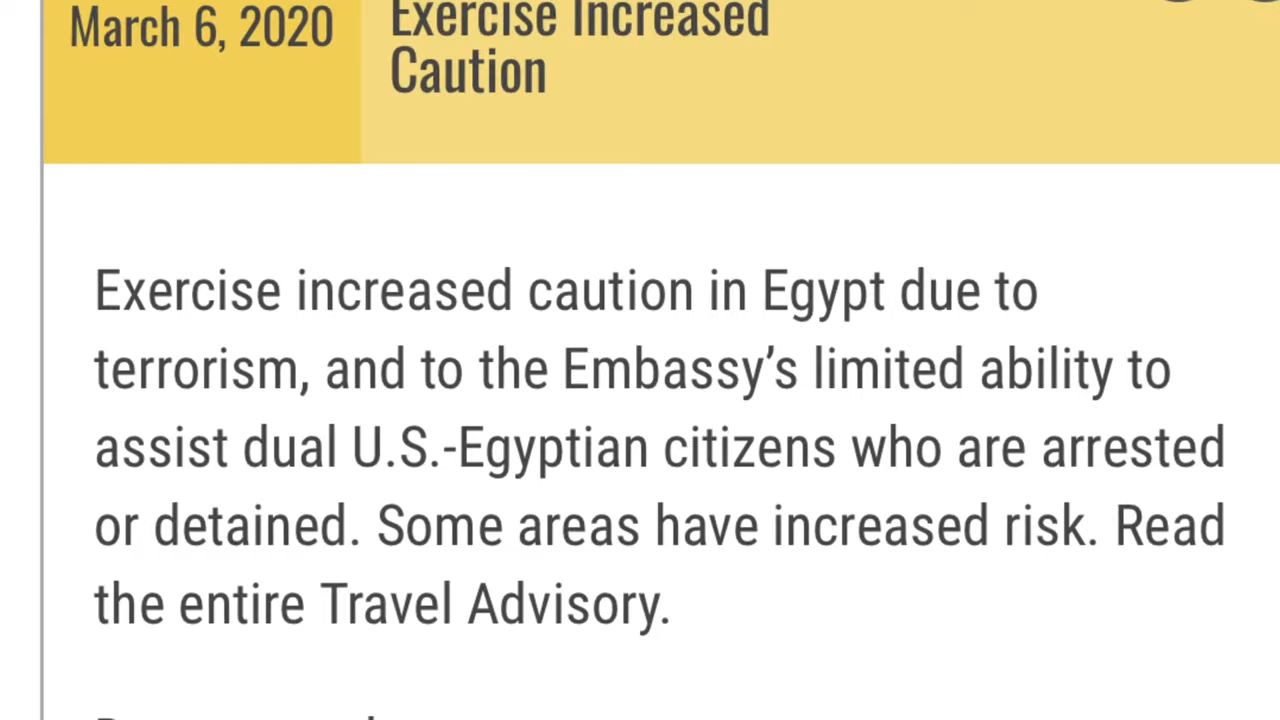 March 6, 2020
Exercise Increased
Caution
Exercise increased caution in Egypt due to
terrorism, and to the Embassy’s limited ability to
assist dual U.S.-Egyptian citizens who are arrested
or detained. Some areas have increased risk. Read
the entire Travel Advisory.